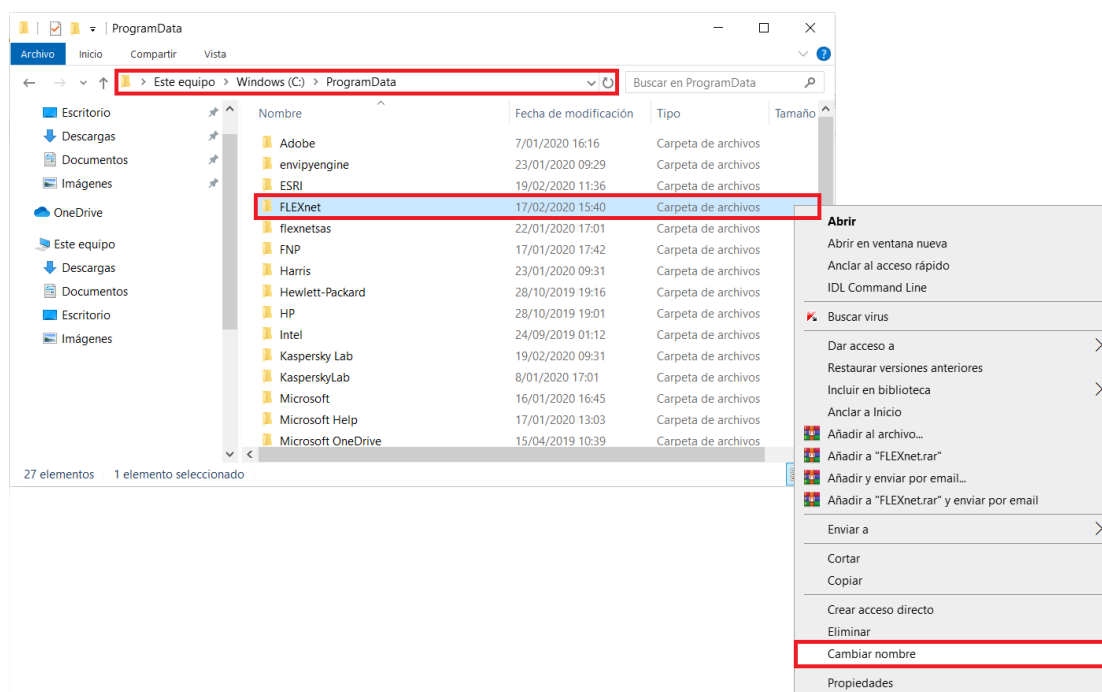 ProgramData
Archivo Inicio Compartir Vista
Este equipo > Windows (C:) > ProgramData
Buscar en ProgramData
Escritorio
Descargas
Documentos
Imágenes
OneDrive
Este equipo
Descargas
Documentos
Escritorio
Imágenes
Nombre Fecha de modificación Tipo Tamaño
Adobe 7/01/2020 16:16 Carpeta de archivos
envipyengine 23/01/2020 09:29 Carpeta de archivos
ESRI 19/02/2020 11:36 Carpeta de archivos
FLEXnet 17/02/2020 15:40 Carpeta de archivos
flexnetsas 22/01/2020 17:01 Carpeta de archivos
FNP 17/01/2020 17:42 Carpeta de archivos
Harris 23/01/2020 09:31 Carpeta de archivos
Hewlett-Packard 28/10/2019 19:16 Carpeta de archivos
HP 28/10/2019 19:01 Carpeta de archivos
Intel 24/09/2019 01:12 Carpeta de archivos
Kaspersky Lab 19/02/2020 09:31 Carpeta de archivos
KasperskyLab 8/01/2020 17:01 Carpeta de archivos
Microsoft 16/01/2020 16:45 Carpeta de archivos
Microsoft Help 17/01/2020 13:03 Carpeta de archivos
Microsoft OneDrive 15/04/2019 10:39 Carpeta de archivos
27 elementos 1 elemento seleccionado
Abrir
Abrir en ventana nueva
Anclar al acceso rápido
IDL Command Line
Buscar virus
Dar acceso a
Restaurar versiones anteriores
Incluir en biblioteca
Anclar a Inicio
Añadir al archivo...
Añadir a "FLEXnet.rar"
Añadir y enviar por email...
Añadir a "FLEXnet.rar" y enviar por email
Enviar a
Cortar
Copiar
Crear acceso directo
Eliminar
Cambiar nombre
Propiedades